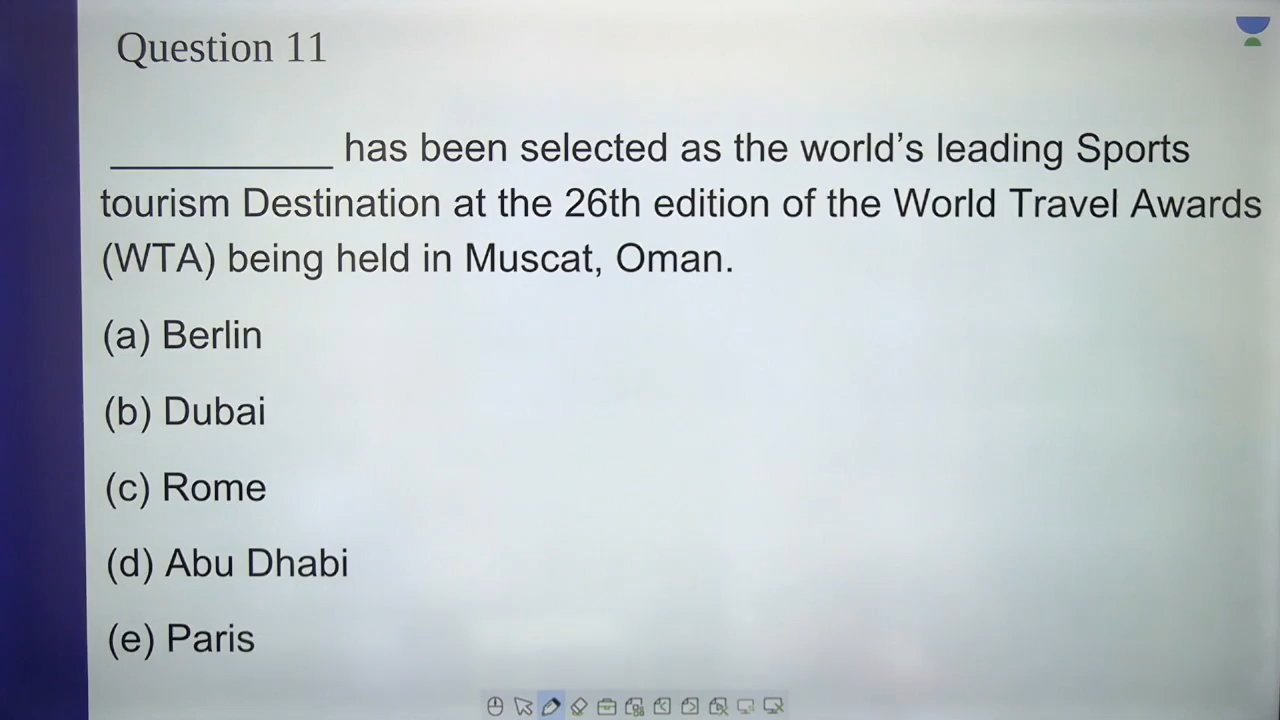 Question 11
__________ has been selected as the world’s leading Sports
tourism Destination at the 26th edition of the World Travel Awards
(WTA) being held in Muscat, Oman.
(a) Berlin
(b) Dubai
(c) Rome
(d) Abu Dhabi
(e) Paris